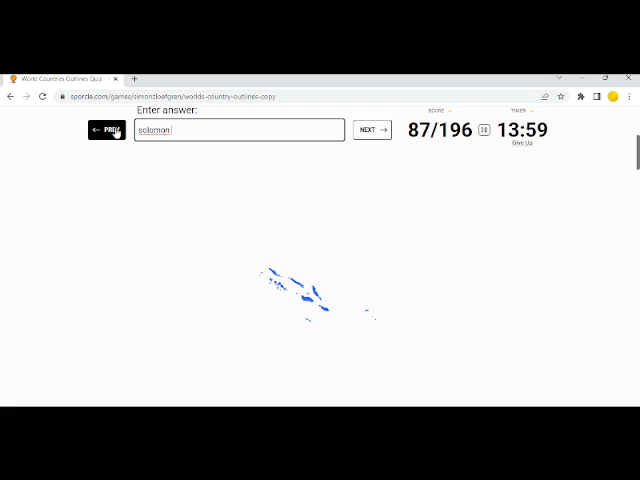 World Countries Outlines Quiz
sporcle.com/games/simonzloefgren/worlds-country-outlines-copy
Enter answer:
SCORE
TIMER
← PREV
solomon
NEXT →
87/196
13:59
Give Up